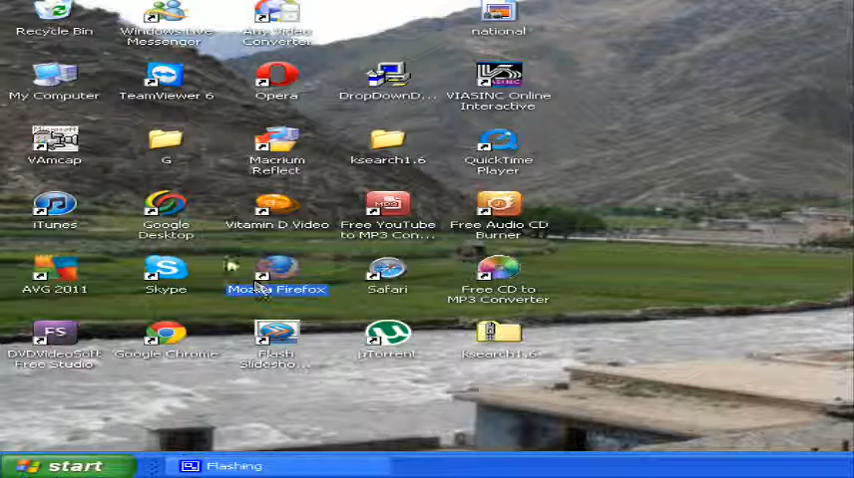 Recycle Bin
Windows Live
Messenger
Any Video
Converter
national
My Computer
TeamViewer 6
Opera
DropDownD...
VIASINC Online
Interactive
VAmcap
G
Macrium
Reflect
ksearch1.6
QuickTime
Player
iTunes
Google
Desktop
Vitamin D Video
Free YouTube
to MP3 Con...
Free Audio CD
Burner
AVG 2011
Skype
Mozilla Firefox
Safari
Free CD to
MP3 Converter
FS
DVDVideoSoft
Free Studio
Google Chrome
Flash
Slidesho...
µTorrent
ksearch1.6
start
Flashing